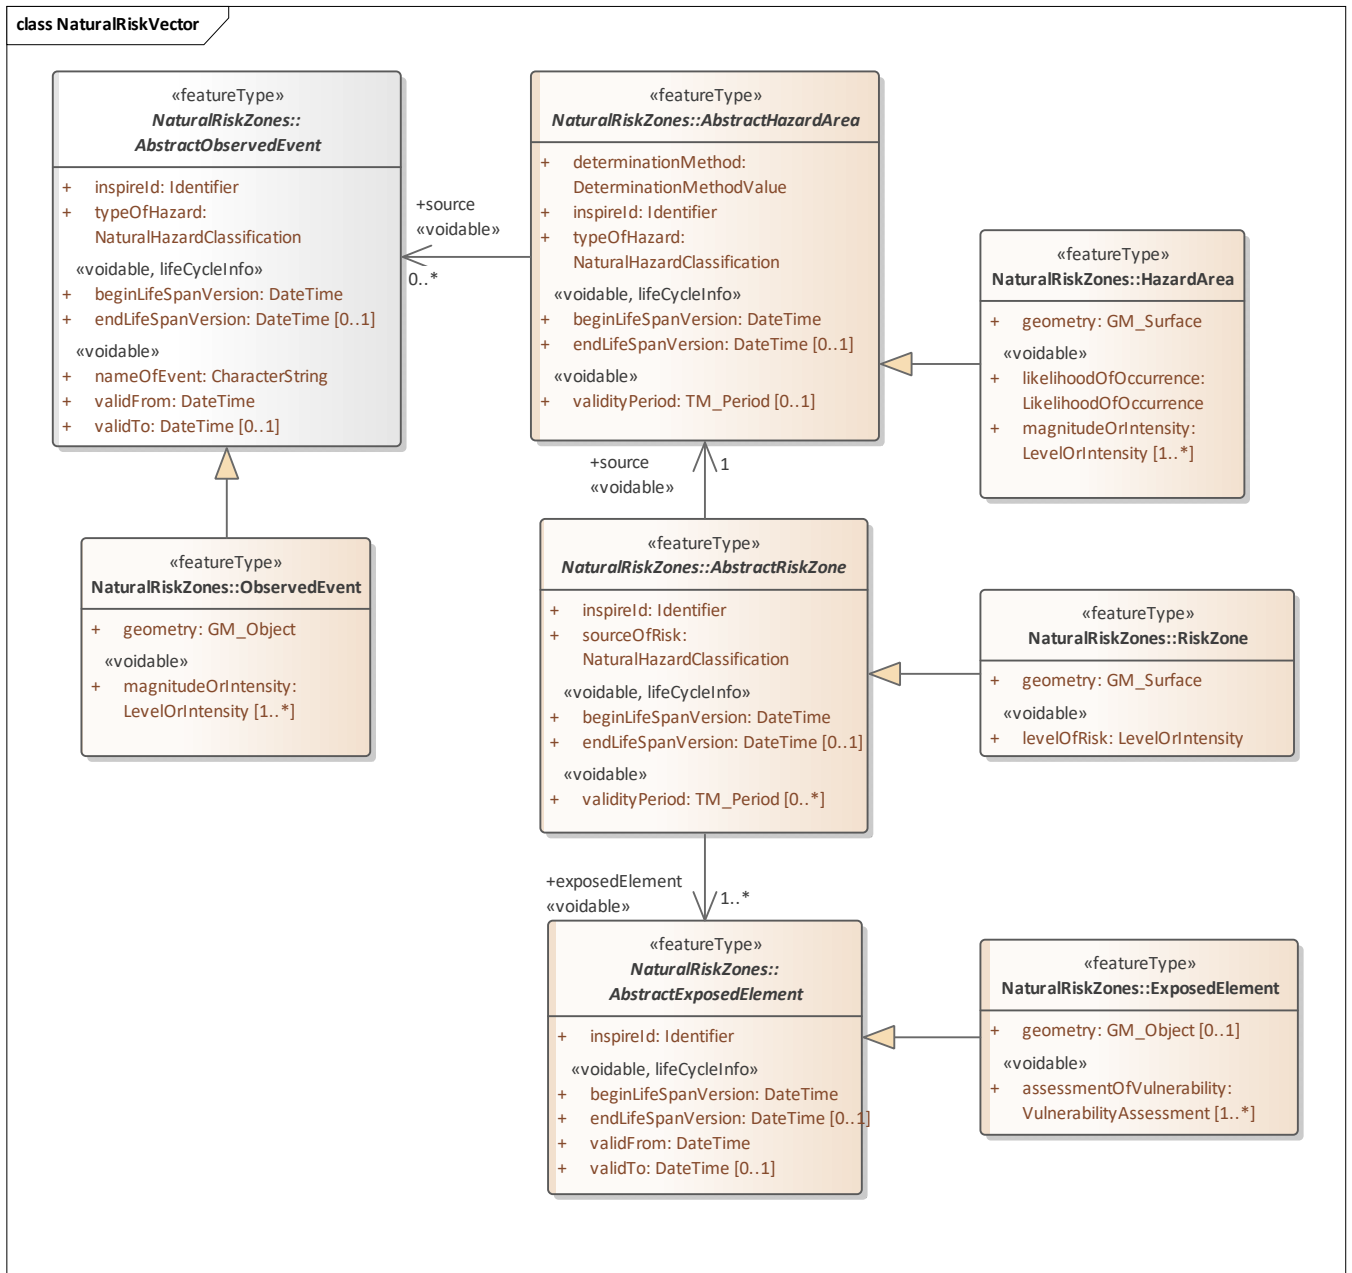 class NaturalRiskVector
«featureType»
NaturalRiskZones::
AbstractObservedEvent
+ inspireId: Identifier
+ typeOfHazard:
NaturalHazardClassification
«voidable, lifeCycleInfo»
+ beginLifeSpanVersion: DateTime
+ endLifeSpanVersion: DateTime [0..1]
«voidable»
+ nameOfEvent: CharacterString
+ validFrom: DateTime
+ validTo: DateTime [0..1]
+source
«voidable»
0..*
«featureType»
NaturalRiskZones::AbstractHazardArea
+ determinationMethod:
DeterminationMethodValue
+ inspireId: Identifier
+ typeOfHazard:
NaturalHazardClassification
«voidable, lifeCycleInfo»
+ beginLifeSpanVersion: DateTime
+ endLifeSpanVersion: DateTime [0..1]
«voidable»
+ validityPeriod: TM_Period [0..1]
«featureType»
NaturalRiskZones::HazardArea
+ geometry: GM_Surface
«voidable»
+ likelihoodOfOccurrence:
LikelihoodOfOccurrence
+ magnitudeOrIntensity:
LevelOrIntensity [1..*]
+source
«voidable»
1
«featureType»
NaturalRiskZones::ObservedEvent
+ geometry: GM_Object
«voidable»
+ magnitudeOrIntensity:
LevelOrIntensity [1..*]
«featureType»
NaturalRiskZones::AbstractRiskZone
+ inspireId: Identifier
+ sourceOfRisk:
NaturalHazardClassification
«voidable, lifeCycleInfo»
+ beginLifeSpanVersion: DateTime
+ endLifeSpanVersion: DateTime [0..1]
«voidable»
+ validityPeriod: TM_Period [0..*]
«featureType»
NaturalRiskZones::RiskZone
+ geometry: GM_Surface
«voidable»
+ levelOfRisk: LevelOrIntensity
+exposedElement
«voidable»
1..*
«featureType»
NaturalRiskZones::
AbstractExposedElement
+ inspireId: Identifier
«voidable, lifeCycleInfo»
+ beginLifeSpanVersion: DateTime
+ endLifeSpanVersion: DateTime [0..1]
+ validFrom: DateTime
+ validTo: DateTime [0..1]
«featureType»
NaturalRiskZones::ExposedElement
+ geometry: GM_Object [0..1]
«voidable»
+ assessmentOfVulnerability:
VulnerabilityAssessment [1..*]